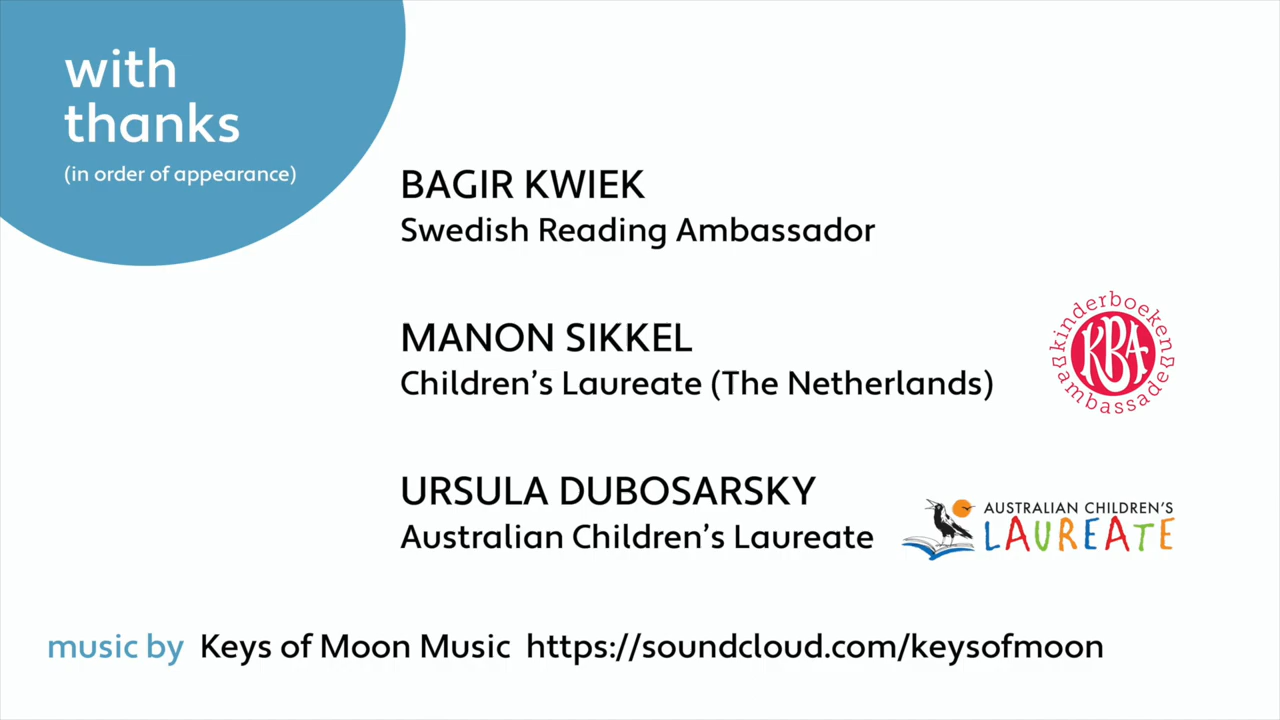 with
thanks
(in order of appearance)
BAGIR KWIEK
Swedish Reading Ambassador
MANON SIKKEL
Children’s Laureate (The Netherlands)
kinderboeken
KBA
ambassade
URSULA DUBOSARSKY
Australian Children’s Laureate
AUSTRALIAN CHILDREN’S
LAUREATE
music by Keys of Moon Music https://soundcloud.com/keysofmoon